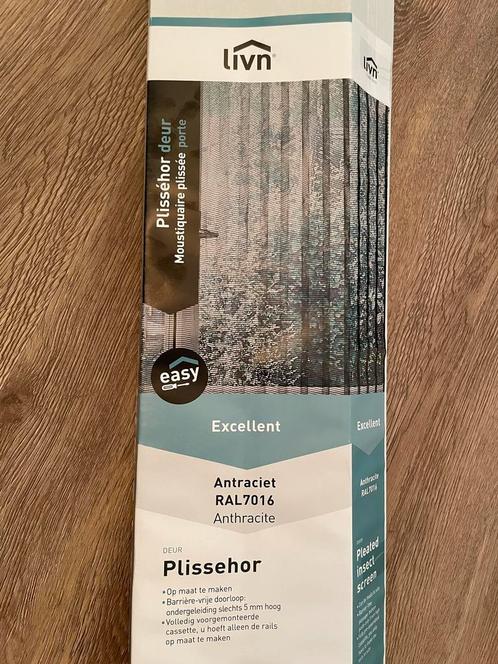 livn
livn
Plisséhor deur
Moustiquaire plissée porte
easy
Excellent
Excellent
Antraciet
RAL7016
Anthracite
Anthracite
RAL7016
DEUR
Plissehor
• Op maat te maken
• Barrière-vrije doorloop:
ondergeleiding slechts 5 mm hoog
• Volledig voorgemonteerde
cassette, u hoeft alleen de rails
op maat te maken
Pleated
insect
screen